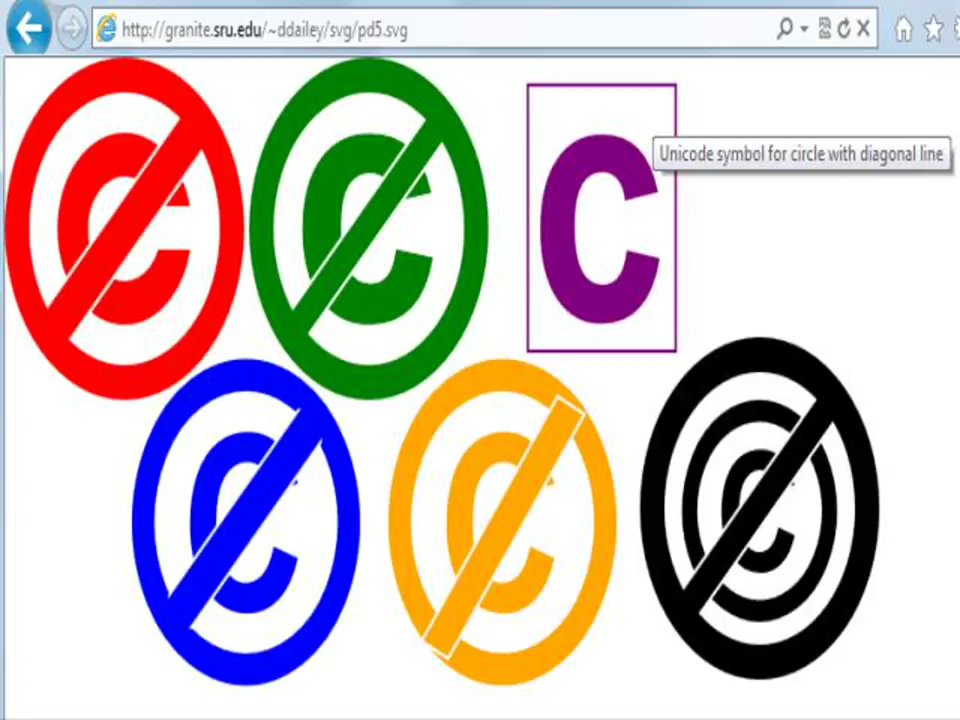 http://granite.sru.edu/~ddailey/svg/pd5.svg
C C C
Unicode symbol for circle with diagonal line
C C C